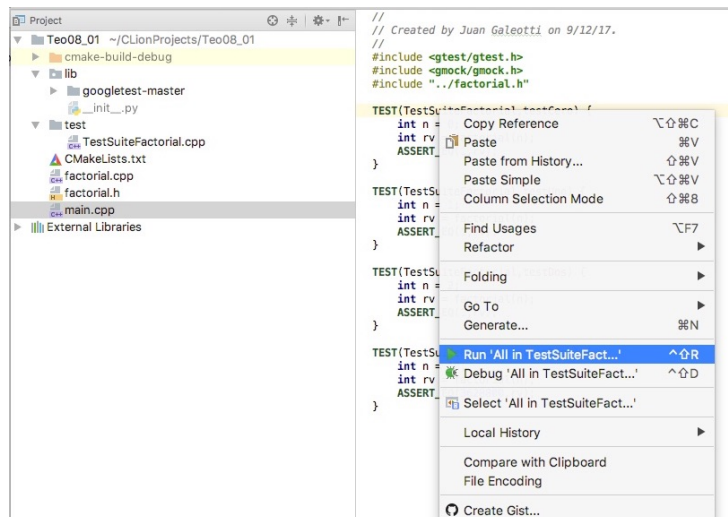 Project
Teo08_01 ~/CLionProjects/Teo08_01
cmake-build-debug
lib
googletest-master
__init__.py
test
TestSuiteFactorial.cpp
CMakeLists.txt
factorial.cpp
factorial.h
main.cpp
External Libraries
//
// Created by Juan Galeotti on 9/12/17.
//
#include <gtest/gtest.h>
#include <gmock/gmock.h>
#include "../factorial.h"
TEST(TestSuiteFactorial,testCero) {
int n =
int rv
ASSERT_
}
TEST(TestSu
int n =
int rv
ASSERT_
}
TEST(TestSu
int n =
int rv
ASSERT_
}
TEST(TestSu
int n =
int rv
ASSERT_
}
Copy Reference ⌥⇧⌘C
Paste ⌘V
Paste from History... ⇧⌘V
Paste Simple ⌥⇧⌘V
Column Selection Mode ⇧⌘8
Find Usages ⌥F7
Refactor
Folding
Go To
Generate... ⌘N
Run 'All in TestSuiteFact...' ^⇧R
Debug 'All in TestSuiteFact...' ^⇧D
Select 'All in TestSuiteFact...'
Local History
Compare with Clipboard
File Encoding
Create Gist...